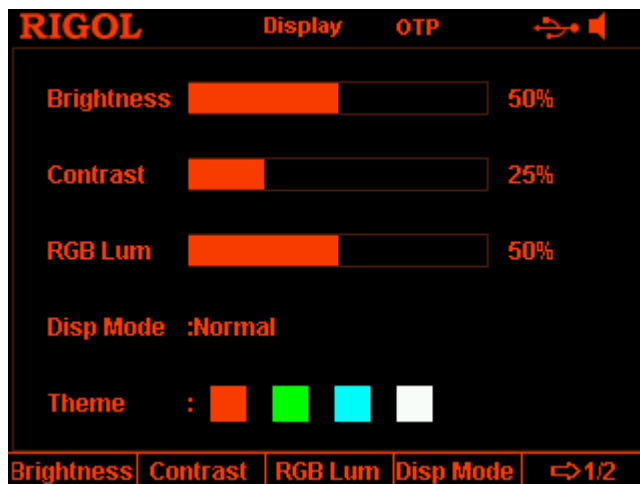 RIGOL Display OTP
Brightness 50%
Contrast 25%
RGB Lum 50%
Disp Mode :Normal
Theme :
Brightness Contrast RGB Lum Disp Mode ⇨1/2